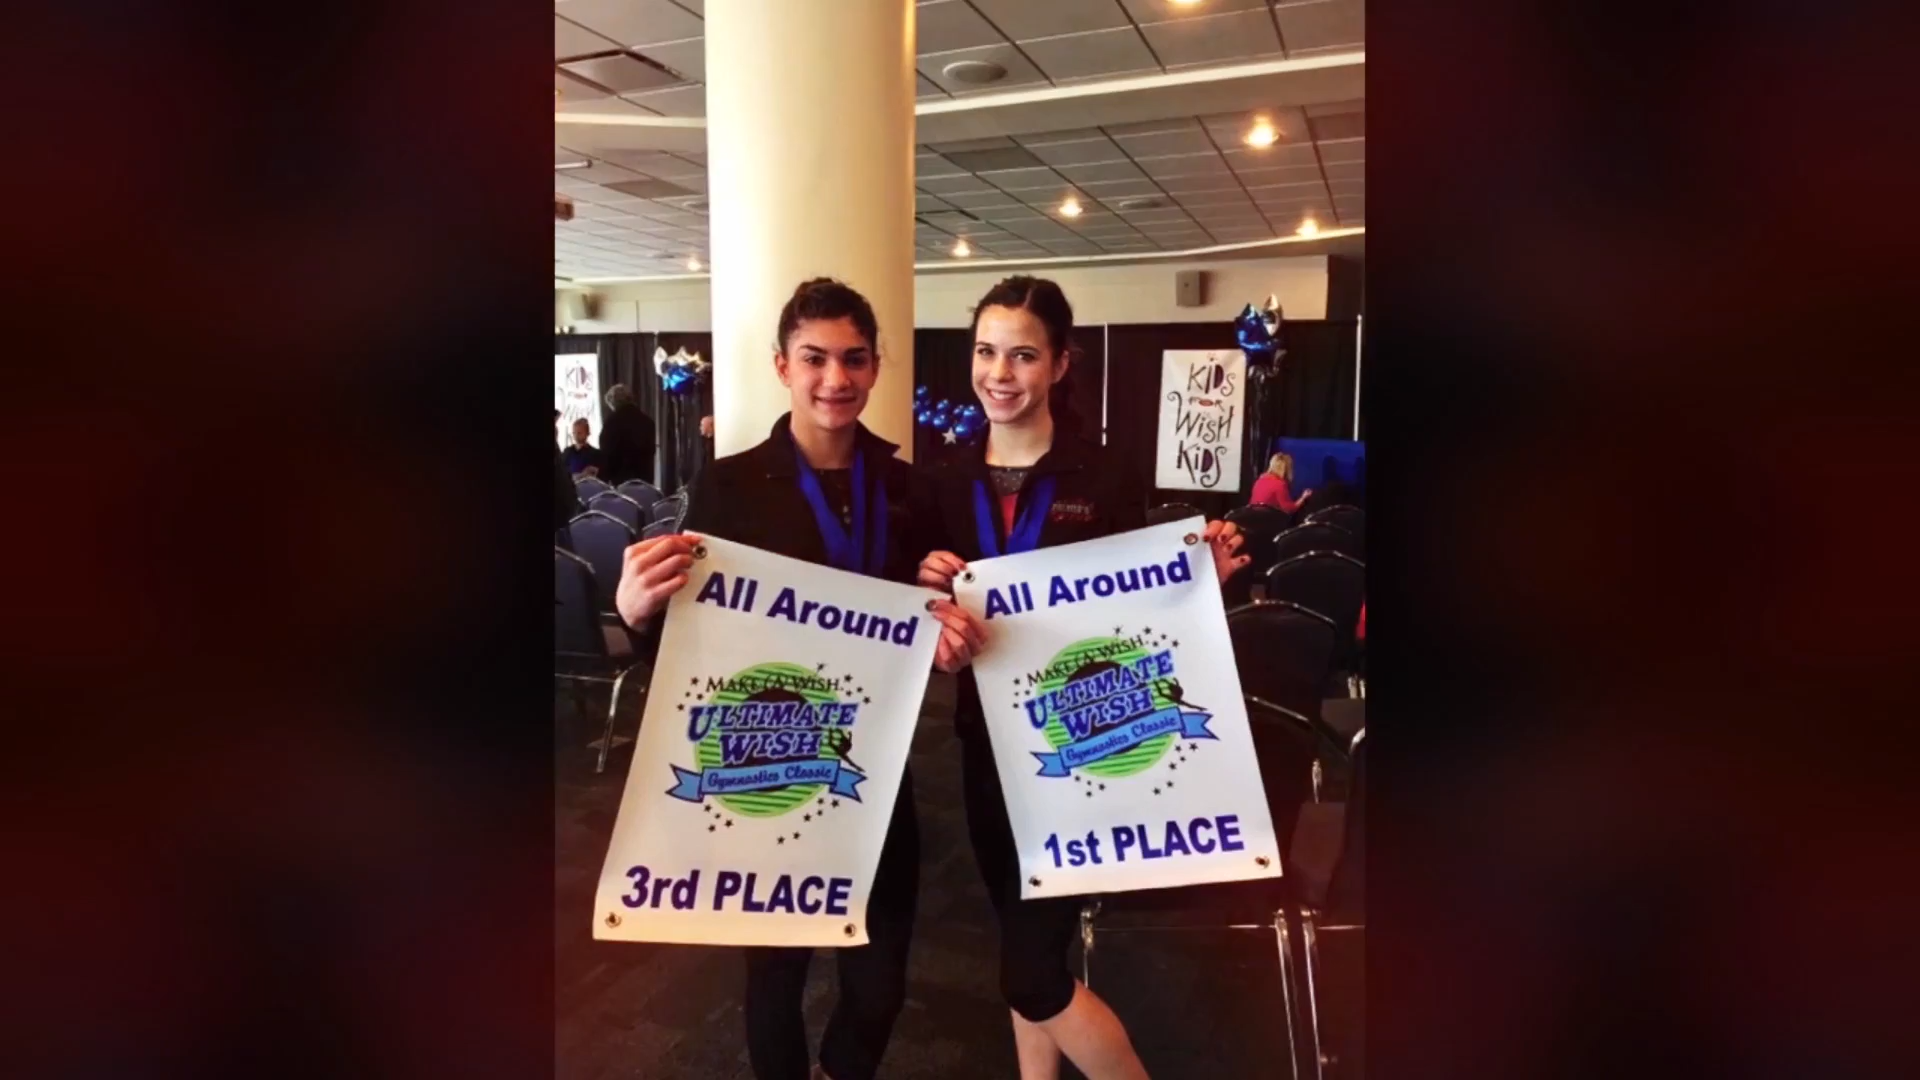 KiDS
FOR
WiSH
KiDS
All Around
MAKE A WISH
ULTIMATE
WISH
Gymnastics Classic
3rd PLACE
All Around
MAKE A WISH
ULTIMATE
WISH
Gymnastics Classic
1st PLACE